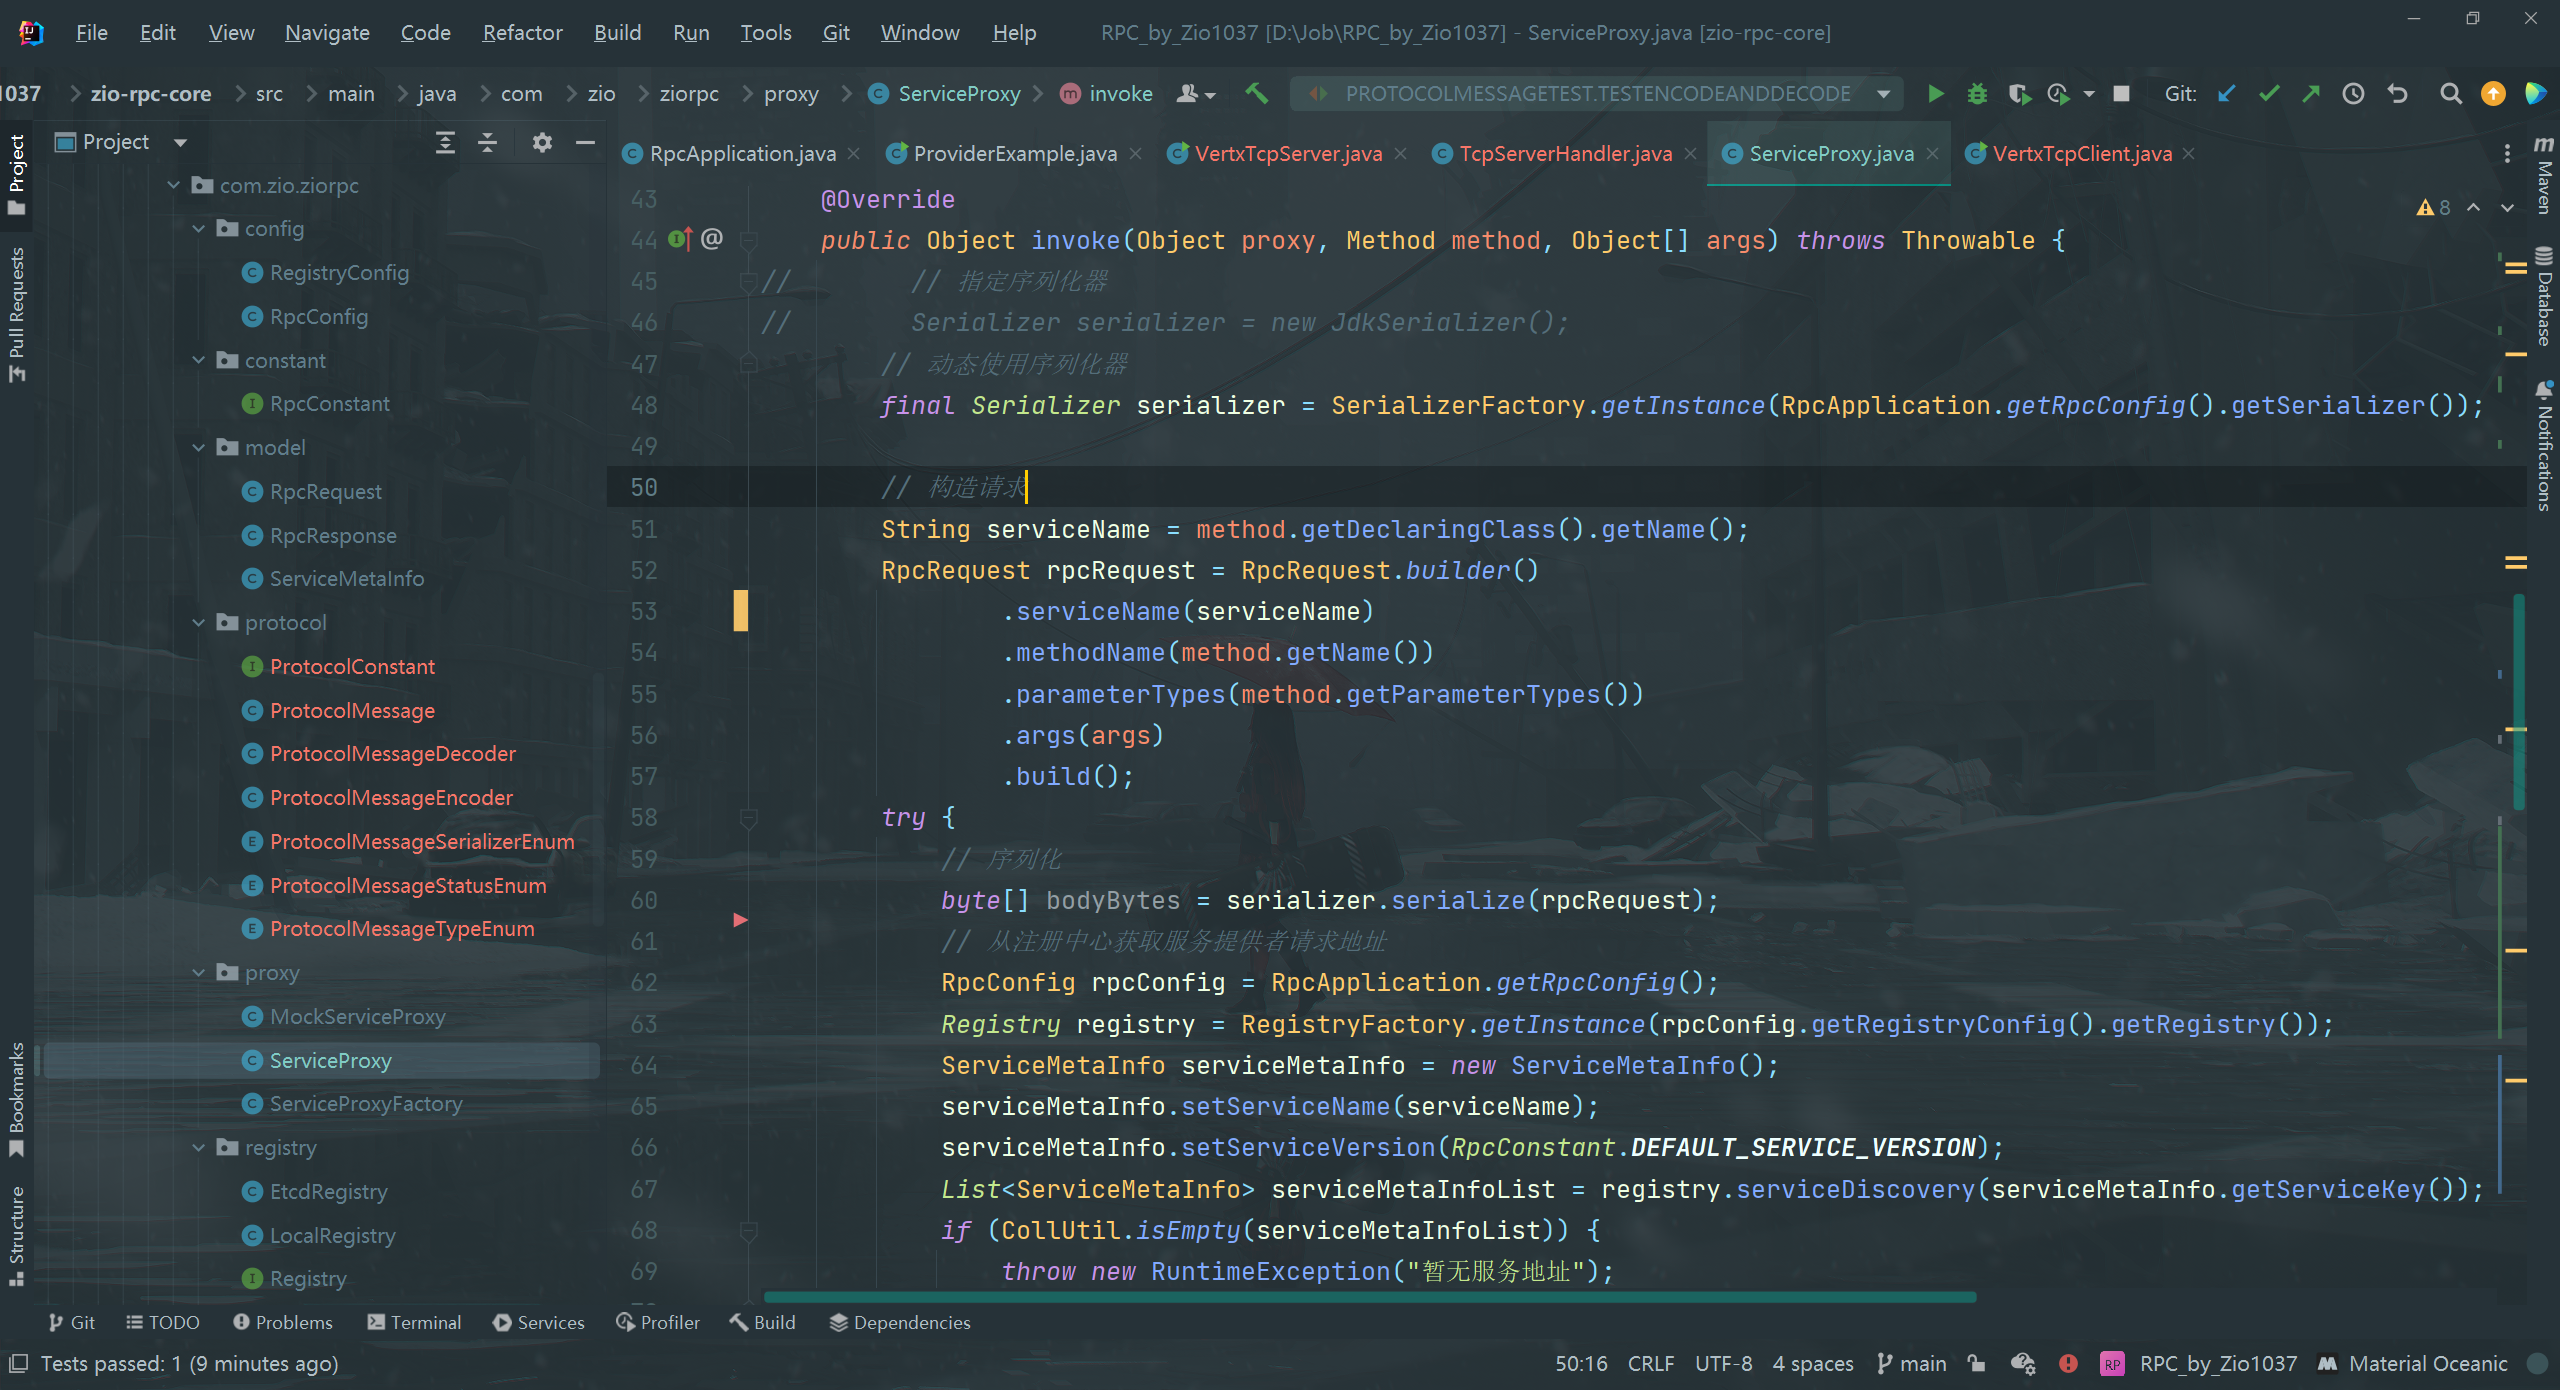 File Edit View Navigate Code Refactor Build Run Tools Git Window Help RPC_by_Zio1037 [D:\Job\RPC_by_Zio1037] - ServiceProxy.java [zio-rpc-core]
1037 zio-rpc-core src main java com zio ziorpc proxy ServiceProxy invoke PROTOCOLMESSAGETEST.TESTENCODEANDDECODE Git:
Project
RpcApplication.java ProviderExample.java VertxTcpServer.java TcpServerHandler.java ServiceProxy.java VertxTcpClient.java
Project
Pull Requests
Bookmarks
Structure
com.zio.ziorpc
config
RegistryConfig
RpcConfig
constant
RpcConstant
model
RpcRequest
RpcResponse
ServiceMetaInfo
protocol
ProtocolConstant
ProtocolMessage
ProtocolMessageDecoder
ProtocolMessageEncoder
ProtocolMessageSerializerEnum
ProtocolMessageStatusEnum
ProtocolMessageTypeEnum
proxy
MockServiceProxy
ServiceProxy
ServiceProxyFactory
registry
EtcdRegistry
LocalRegistry
Registry
8
43 @Override
44 public Object invoke(Object proxy, Method method, Object[] args) throws Throwable {
45 // // 指定序列化器
46 // Serializer serializer = new JdkSerializer();
47 // 动态使用序列化器
48 final Serializer serializer = SerializerFactory.getInstance(RpcApplication.getRpcConfig().getSerializer());
49
50 // 构造请求
51 String serviceName = method.getDeclaringClass().getName();
52 RpcRequest rpcRequest = RpcRequest.builder()
53 .serviceName(serviceName)
54 .methodName(method.getName())
55 .parameterTypes(method.getParameterTypes())
56 .args(args)
57 .build();
58 try {
59 // 序列化
60 byte[] bodyBytes = serializer.serialize(rpcRequest);
61 // 从注册中心获取服务提供者请求地址
62 RpcConfig rpcConfig = RpcApplication.getRpcConfig();
63 Registry registry = RegistryFactory.getInstance(rpcConfig.getRegistryConfig().getRegistry());
64 ServiceMetaInfo serviceMetaInfo = new ServiceMetaInfo();
65 serviceMetaInfo.setServiceName(serviceName);
66 serviceMetaInfo.setServiceVersion(RpcConstant.DEFAULT_SERVICE_VERSION);
67 List<ServiceMetaInfo> serviceMetaInfoList = registry.serviceDiscovery(serviceMetaInfo.getServiceKey());
68 if (CollUtil.isEmpty(serviceMetaInfoList)) {
69 throw new RuntimeException("暂无服务地址");
Maven
Database
Notifications
Git TODO Problems Terminal Services Profiler Build Dependencies
Tests passed: 1 (9 minutes ago) 50:16 CRLF UTF-8 4 spaces main RP RPC_by_Zio1037 Material Oceanic